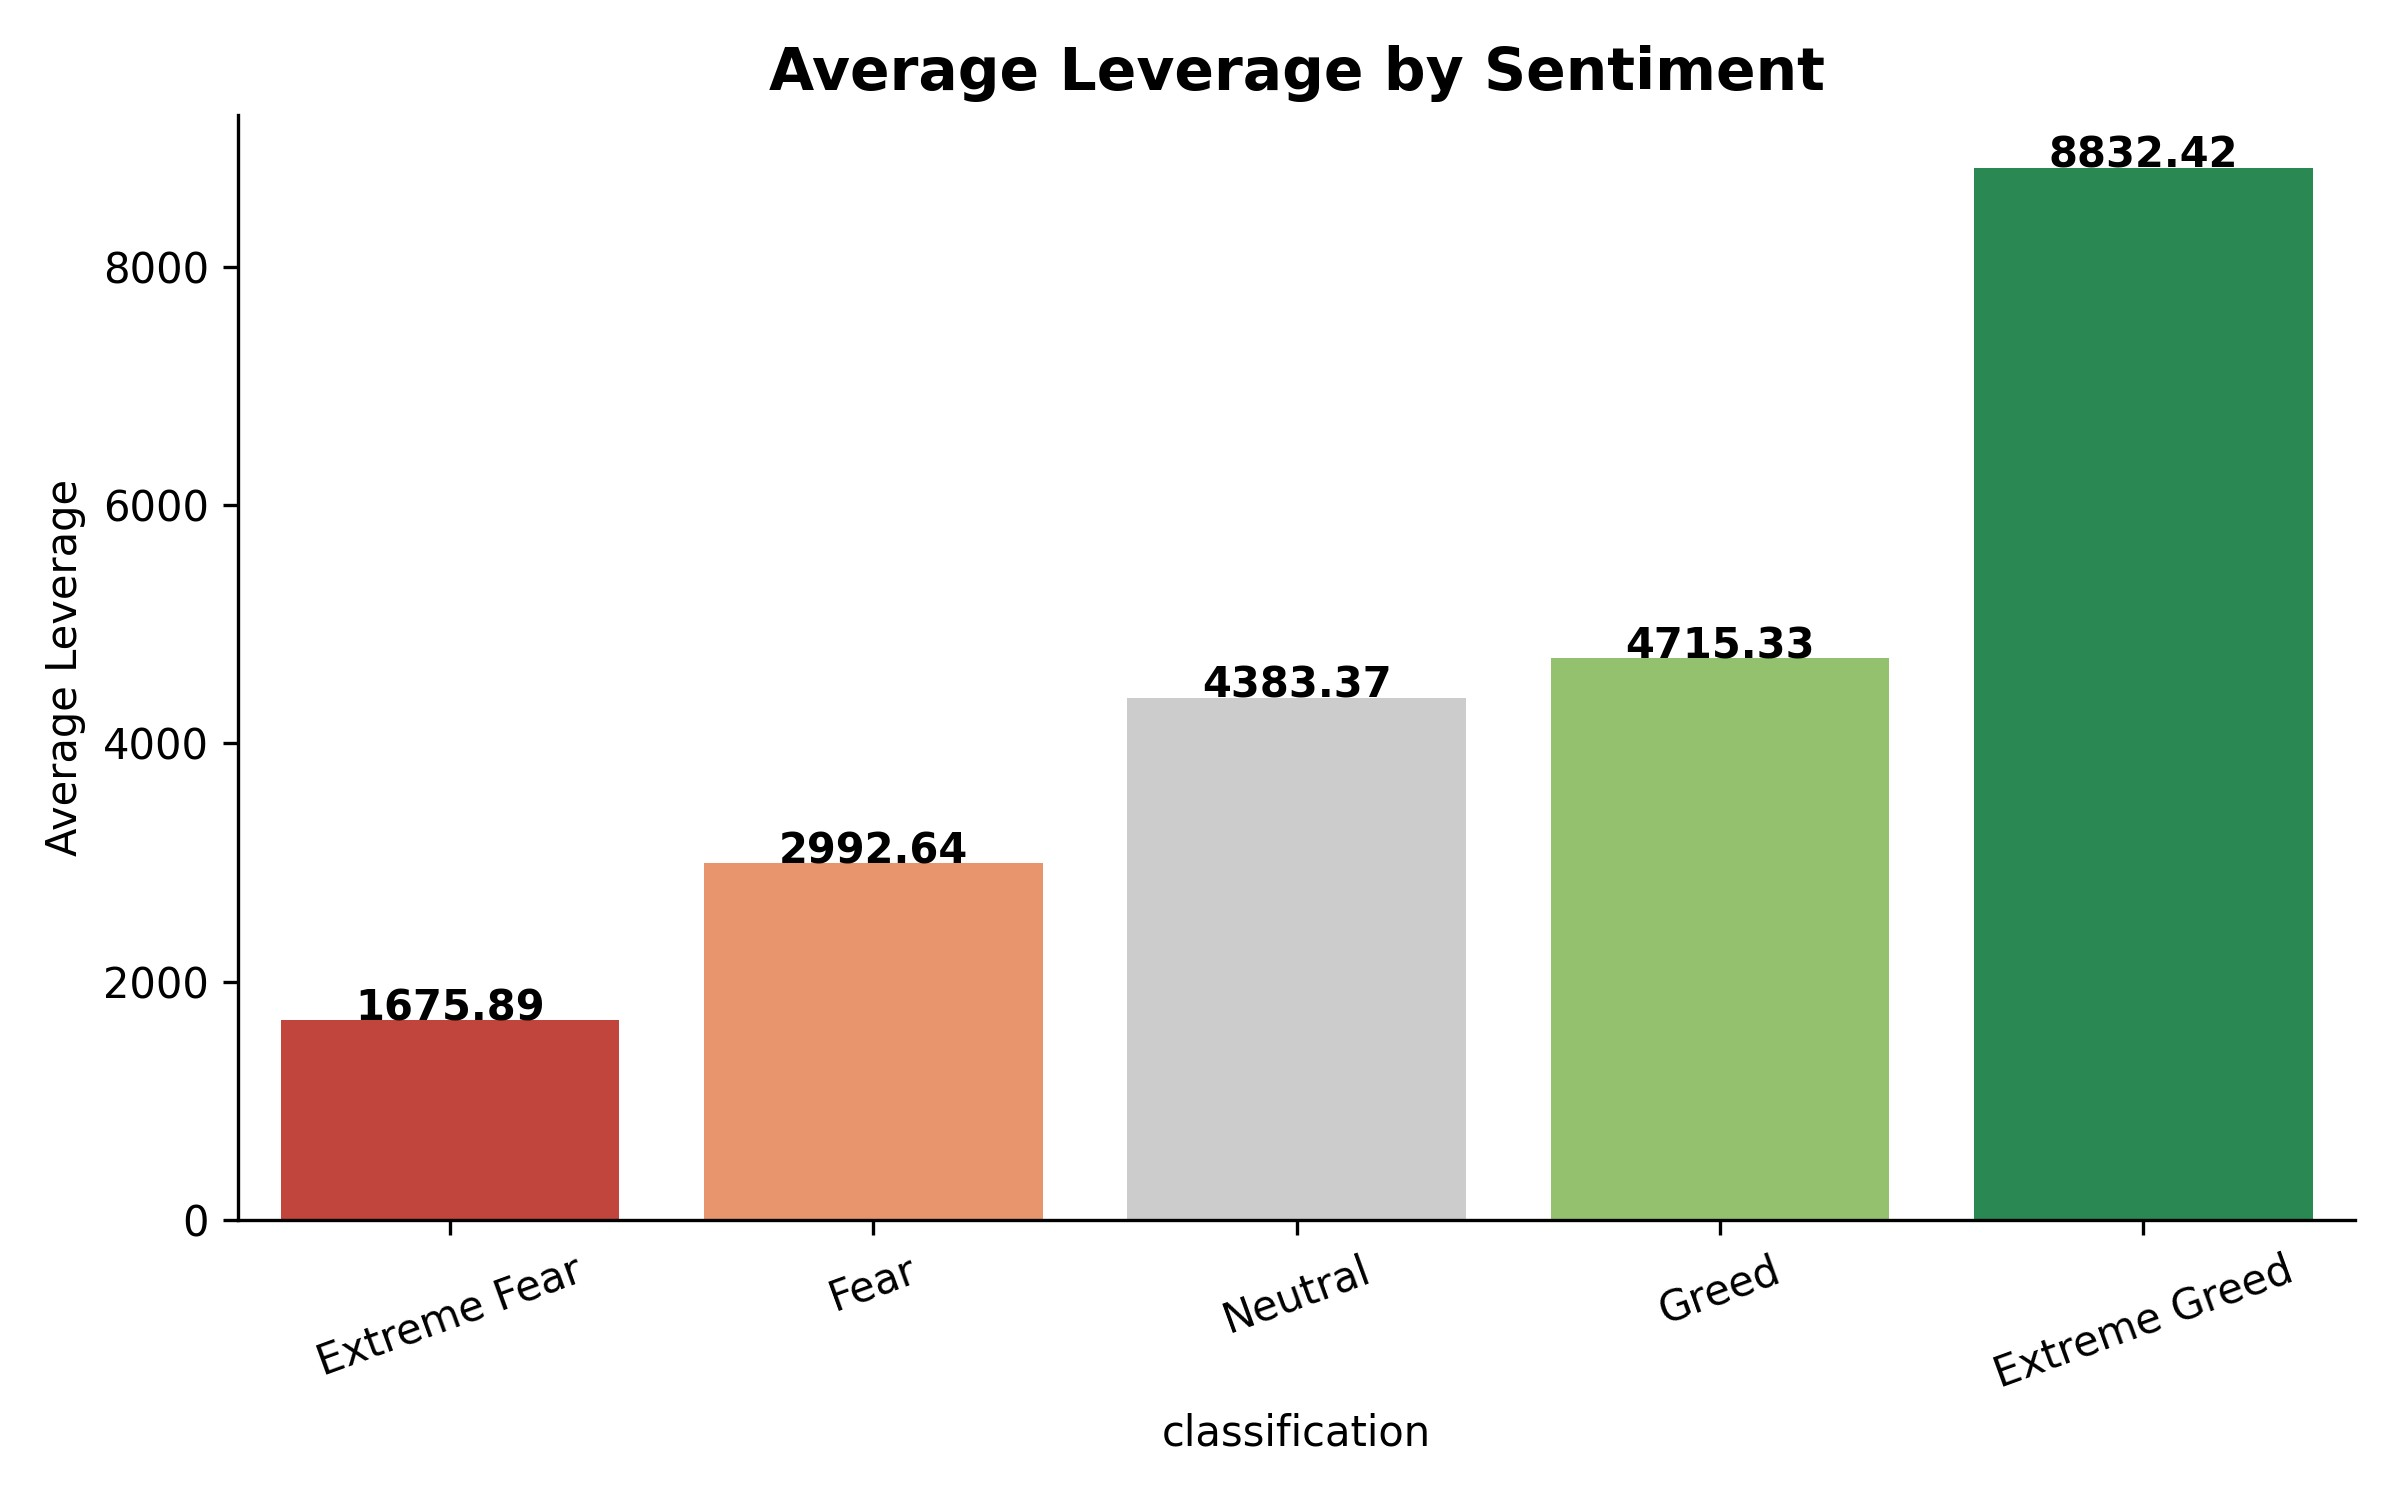 Average Leverage by Sentiment
Average Leverage
8000
6000
4000
2000
0
1675.89
2992.64
4383.37
4715.33
8832.42
Extreme Fear
Fear
Neutral
Greed
Extreme Greed
classification